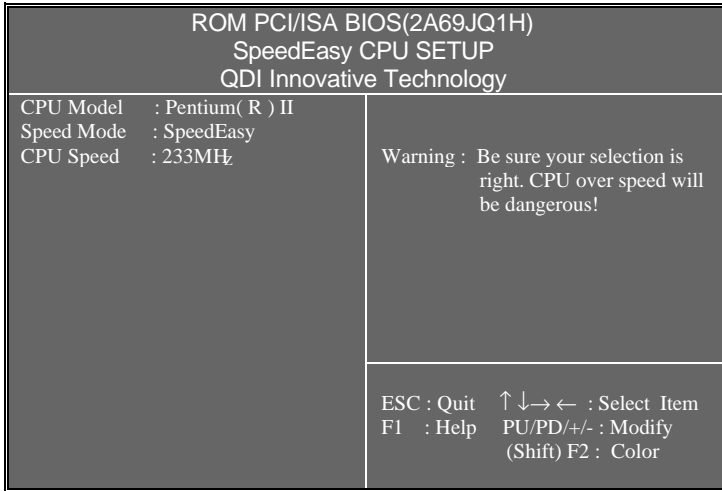 ROM PCI/ISA BIOS(2A69JQ1H)
SpeedEasy CPU SETUP
QDI Innovative Technology
CPU Model : Pentium( R ) II
Speed Mode : SpeedEasy
CPU Speed : 233MHz
Warning : Be sure your selection is
right. CPU over speed will
be dangerous!
ESC : Quit ↑ ↓→ ← : Select Item
F1 : Help PU/PD/+/- : Modify
(Shift) F2 : Color